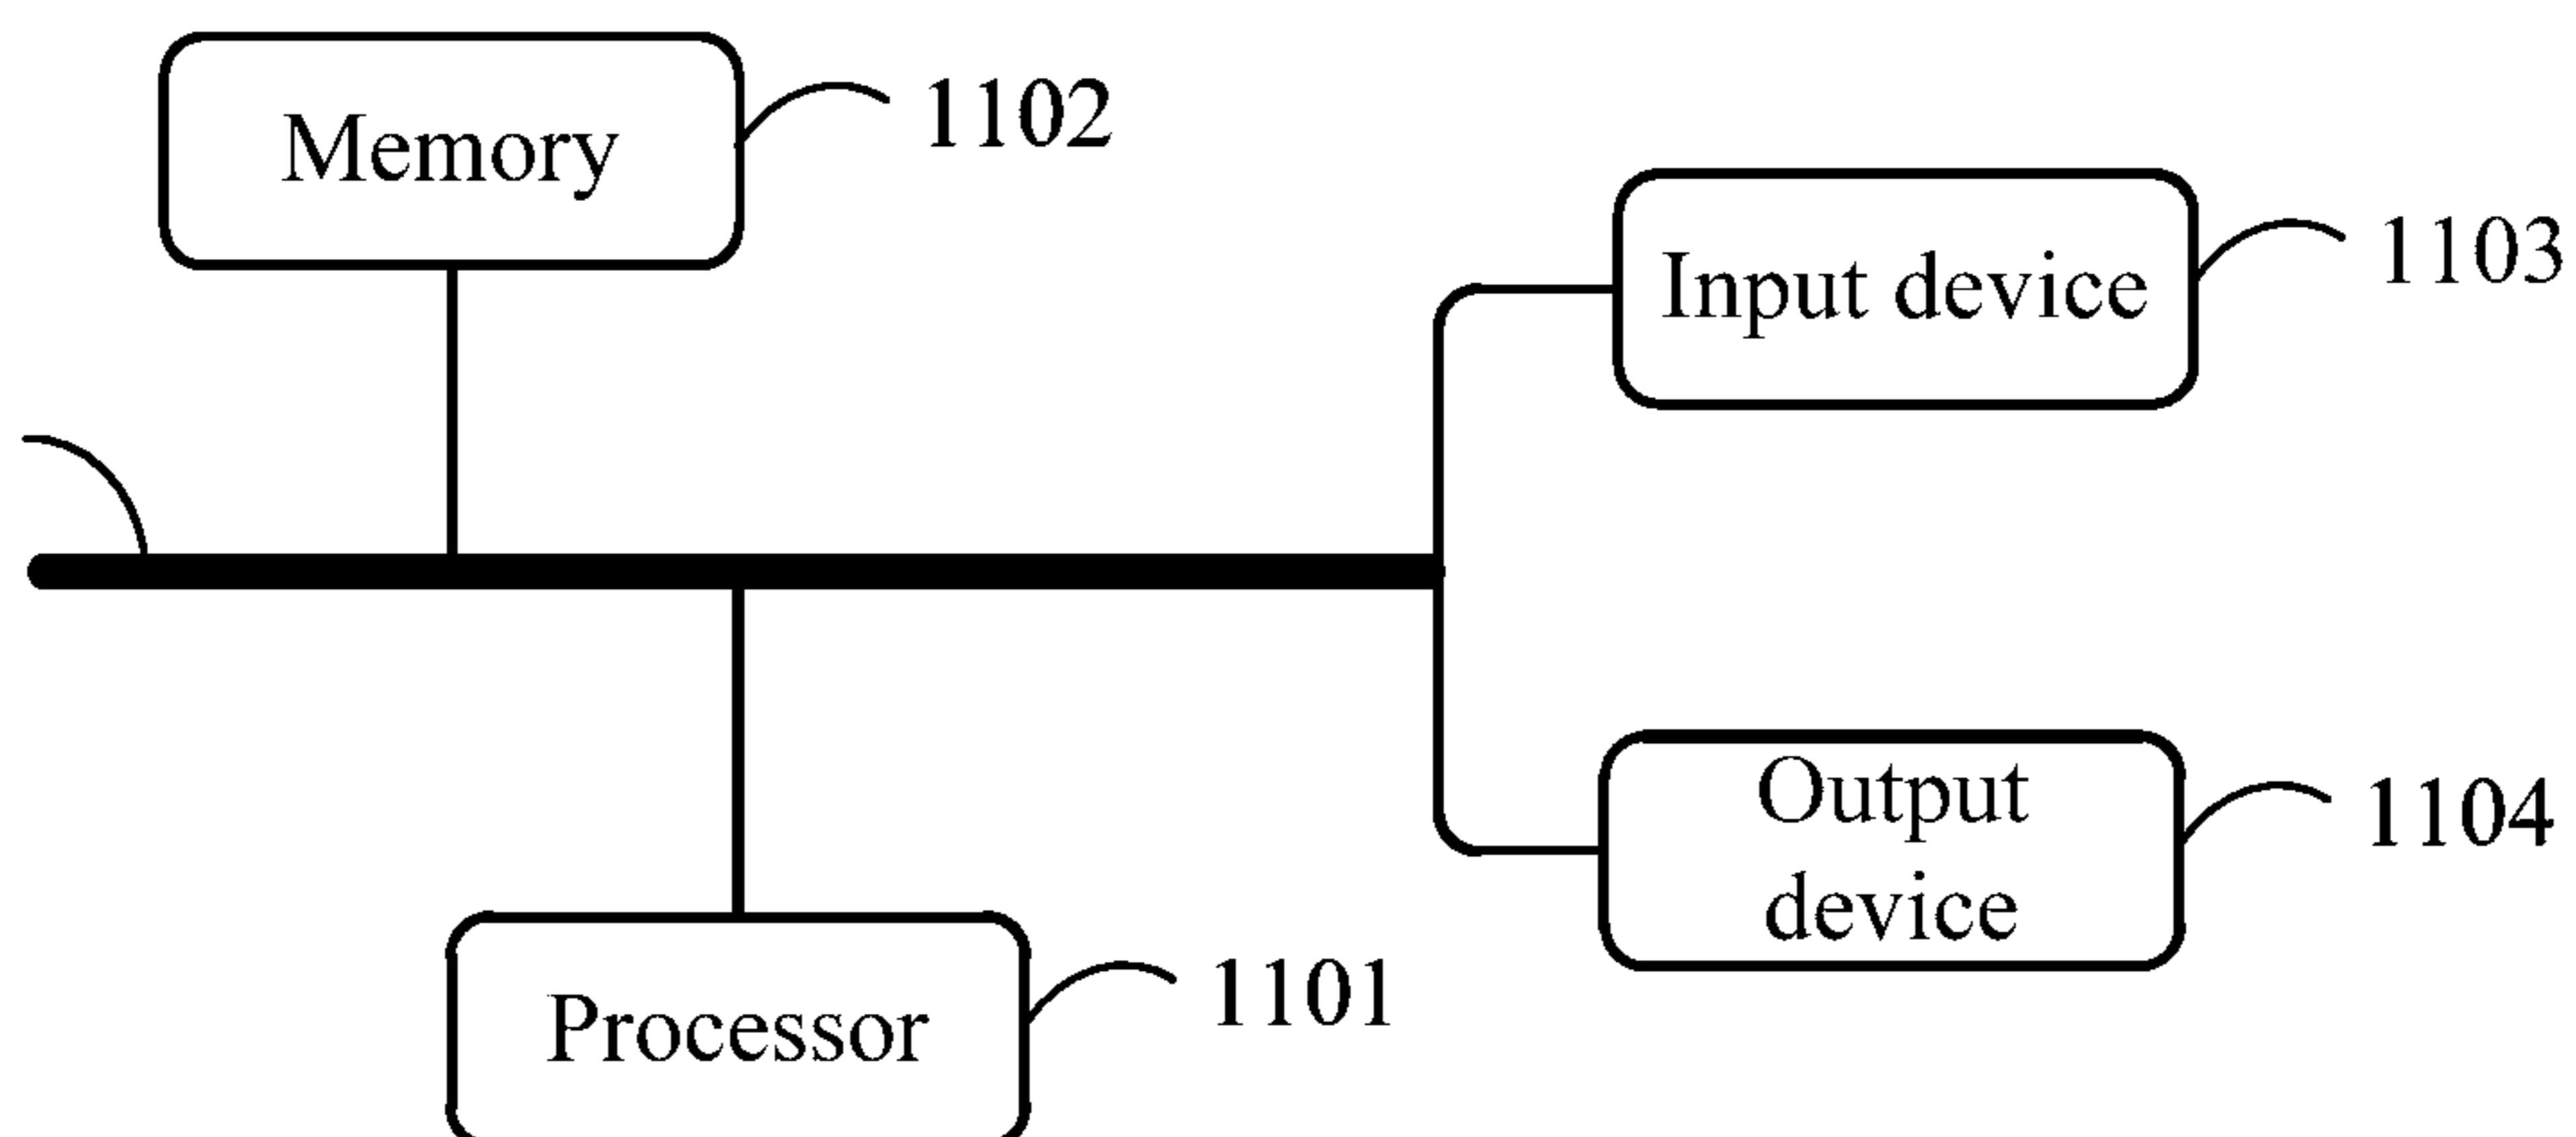 Memory
1102
Input device
1103
Output
device
1104
Processor
1101